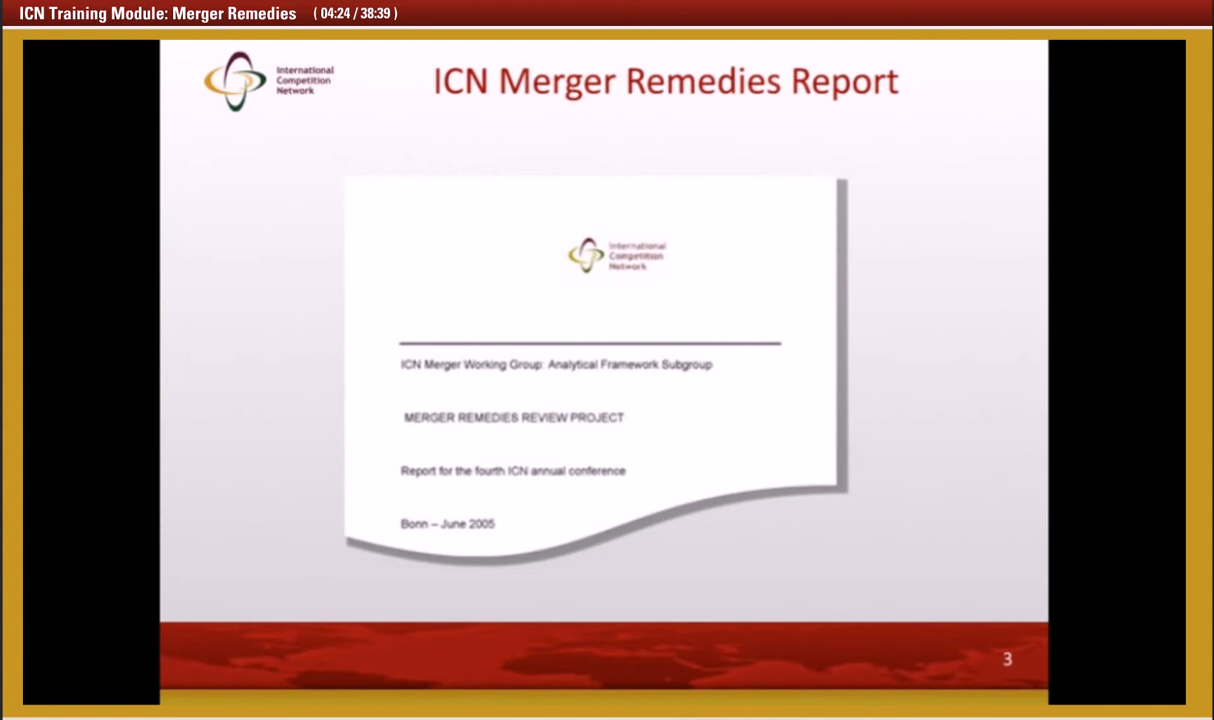 ICN Training Module: Merger Remedies ( 04:24 / 38:39 )
International
Competition
Network
ICN Merger Remedies Report
International
Competition
Network
ICN Merger Working Group: Analytical Framework Subgroup
MERGER REMEDIES REVIEW PROJECT
Report for the fourth ICN annual conference
Bonn – June 2005
3